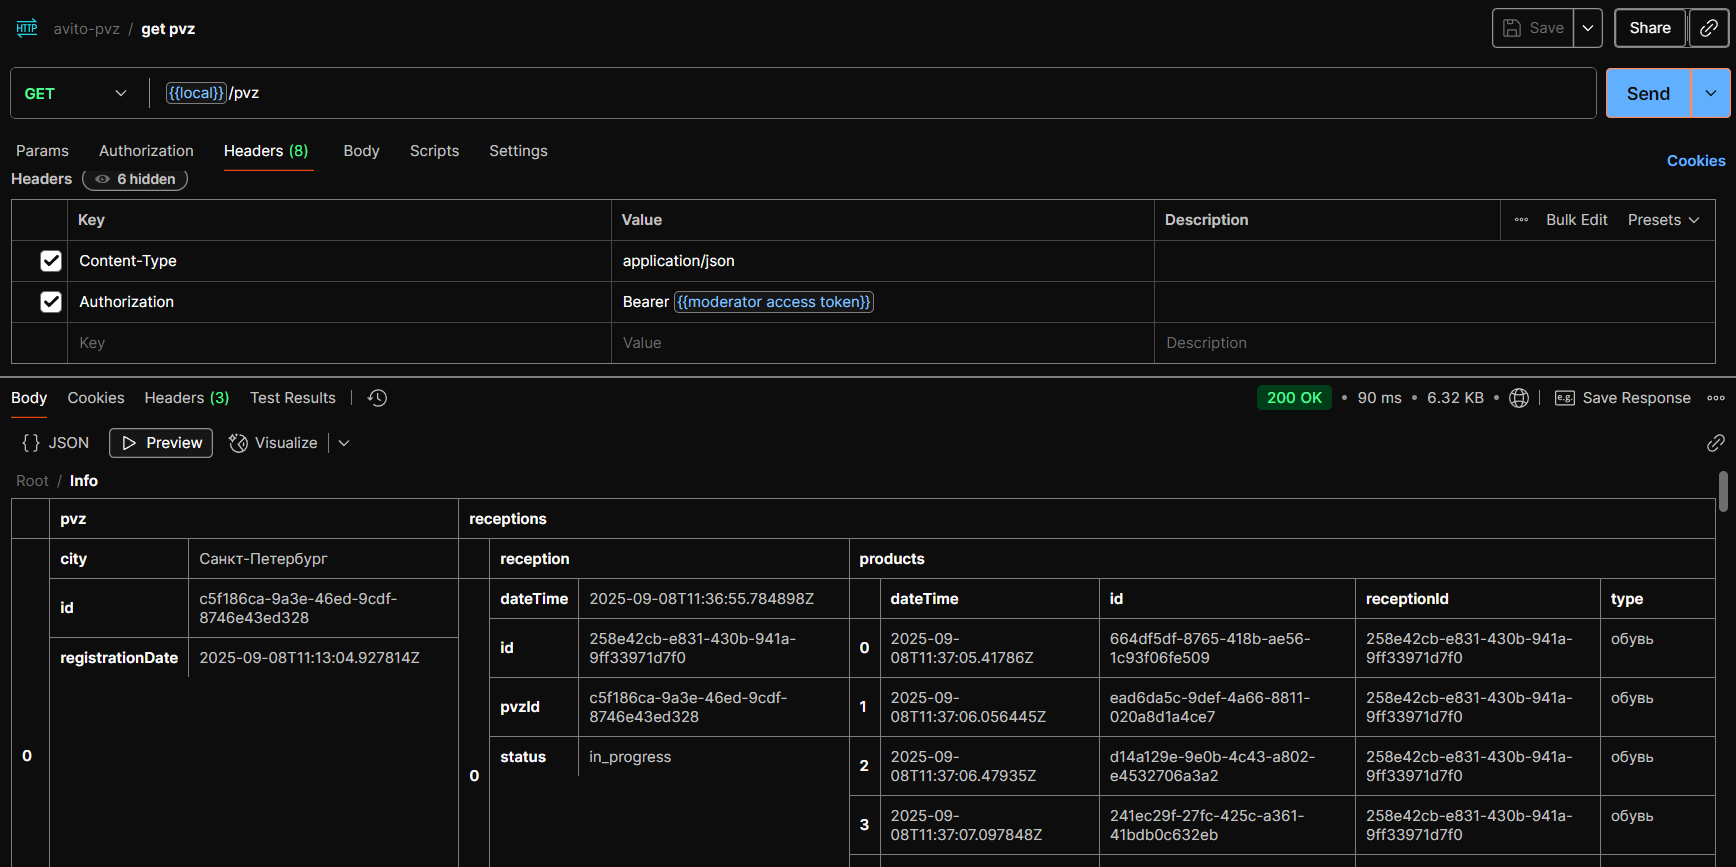 HTTP avito-pvz / get pvz Save Share
GET {{local}}/pvz Send
Params Authorization Headers (8) Body Scripts Settings Cookies
Headers 6 hidden
Key Value Description Bulk Edit Presets
Content-Type application/json
Authorization Bearer {{moderator access token}}
Key Value Description
Body Cookies Headers (3) Test Results 200 OK • 90 ms • 6.32 KB • e.g. Save Response
{} JSON Preview Visualize
Root / Info
pvz receptions
city Санкт-Петербург reception products
id c5f186ca-9a3e-46ed-9cdf-
8746e43ed328
registrationDate 2025-09-08T11:13:04.927814Z
0
dateTime 2025-09-08T11:36:55.784898Z
id 258e42cb-e831-430b-941a-
9ff33971d7f0
pvzId c5f186ca-9a3e-46ed-9cdf-
8746e43ed328
status in_progress
0
dateTime id receptionId type
0 2025-09- 664df5df-8765-418b-ae56- 258e42cb-e831-430b-941a- обувь
08T11:37:05.41786Z 1c93f06fe509 9ff33971d7f0
1 2025-09- ead6da5c-9def-4a66-8811- 258e42cb-e831-430b-941a- обувь
08T11:37:06.056445Z 020a8d1a4ce7 9ff33971d7f0
2 2025-09- d14a129e-9e0b-4c43-a802- 258e42cb-e831-430b-941a- обувь
08T11:37:06.47935Z e4532706a3a2 9ff33971d7f0
3 2025-09- 241ec29f-27fc-425c-a361- 258e42cb-e831-430b-941a- обувь
08T11:37:07.097848Z 41bdb0c632eb 9ff33971d7f0